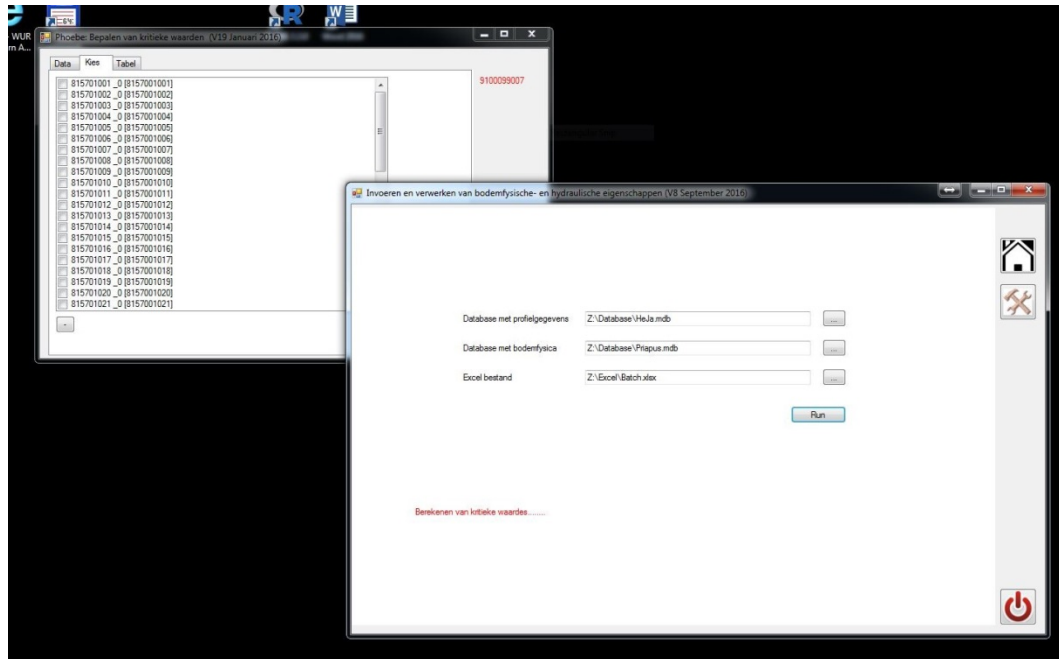 WUR
rn A...
Phoebe: Bepalen van kritieke waarden (V19 Januari 2016)
Data Kies Tabel
815701001 _0 [8157001001]
815701002 _0 [8157001002]
815701003 _0 [8157001003]
815701004 _0 [8157001004]
815701005 _0 [8157001005]
815701006 _0 [8157001006]
815701007 _0 [8157001007]
815701008 _0 [8157001008]
815701009 _0 [8157001009]
815701010 _0 [8157001010]
815701011 _0 [8157001011]
815701012 _0 [8157001012]
815701013 _0 [8157001013]
815701014 _0 [8157001014]
815701015 _0 [8157001015]
815701016 _0 [8157001016]
815701017 _0 [8157001017]
815701018 _0 [8157001018]
815701019 _0 [8157001019]
815701020 _0 [8157001020]
815701021 _0 [8157001021]
9100099007
Invoeren en verwerken van bodemfysische- en hydraulische eigenschappen (V8 September 2016)
Database met profielgegevens Z:\Database\HeJa.mdb ...
Database met bodemfysica Z:\Database\Priapus.mdb ...
Excel bestand Z:\Excel\Batch.xlsx ...
Run
Berekenen van kritieke waardes........